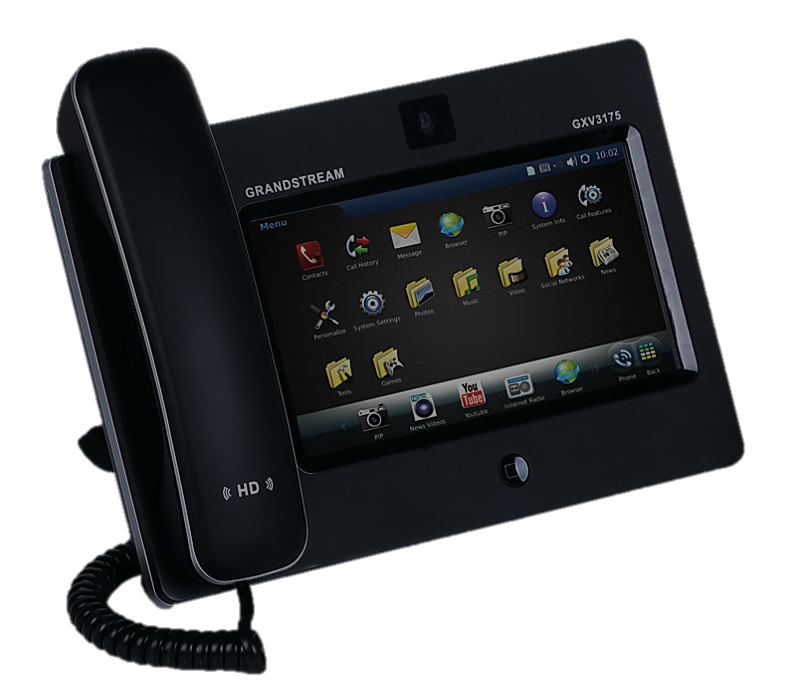 GXV3175
GRANDSTREAM
10:02
Menu
Contacts
Call History
Message
Browser
PIP
System Info
Call Features
Personalize
System Settings
Photos
Music
Video
Social Networks
News
Tools
Games
PIP
News Videos
You
Tube
Youtube
Internet Radio
Browser
Phone
Back
HD